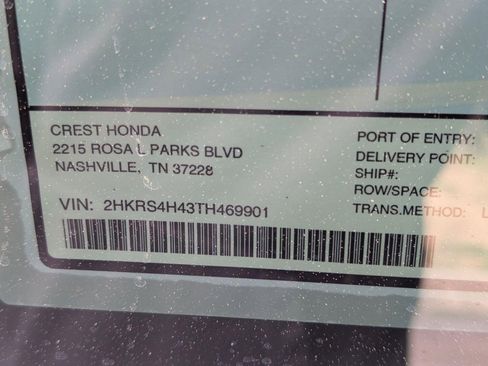 CREST HONDA
2215 ROSA L PARKS BLVD
NASHVILLE, TN 37228
VIN: 2HKRS4H43TH469901
PORT OF ENTRY:
DELIVERY POINT:
SHIP#:
ROW/SPACE:
TRANS.METHOD: L